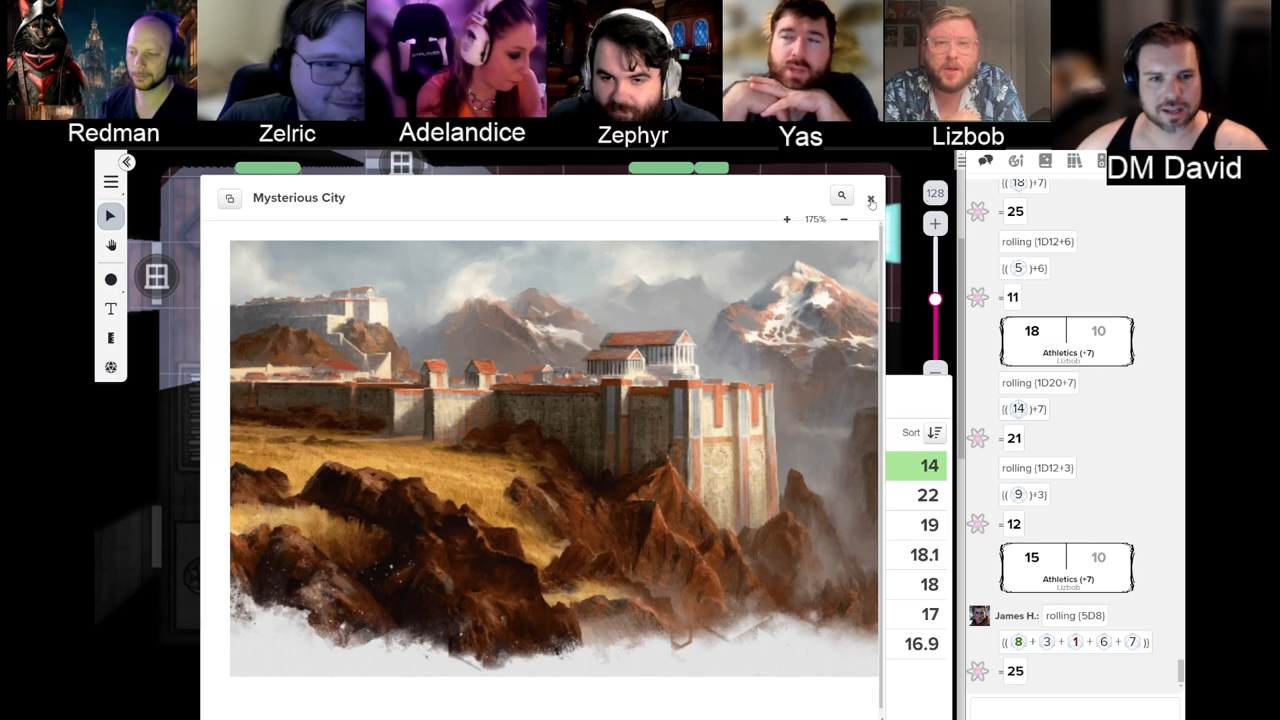 Redman
Zelric
Adelandice
Zephyr
Yas
Lizbob
DM David
Mysterious City
+ 175% −
128
T
E
Sort
14
22
19
18.1
18
17
16.9
((18)+7)
= 25
rolling (1D12+6)
((5)+6)
= 11
18 | 10
Athletics (+7)
Lizbob
rolling (1D20+7)
((14)+7)
= 21
rolling (1D12+3)
((9)+3)
= 12
15 | 10
Athletics (+7)
Lizbob
James H.: rolling [5D8]
((8 + 3 + 1 + 6 + 7))
= 25